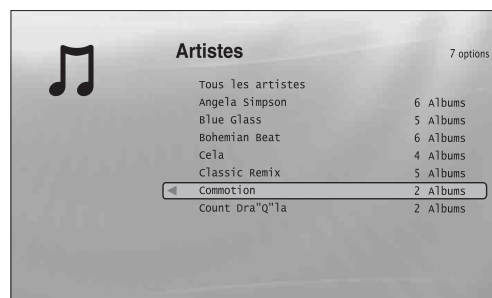 Artistes 7 options
Tous les artistes
Angela Simpson 6 Albums
Blue Glass 5 Albums
Bohemian Beat 6 Albums
Cela 4 Albums
Classic Remix 5 Albums
Commotion 2 Albums
Count Dra"Q"la 2 Albums